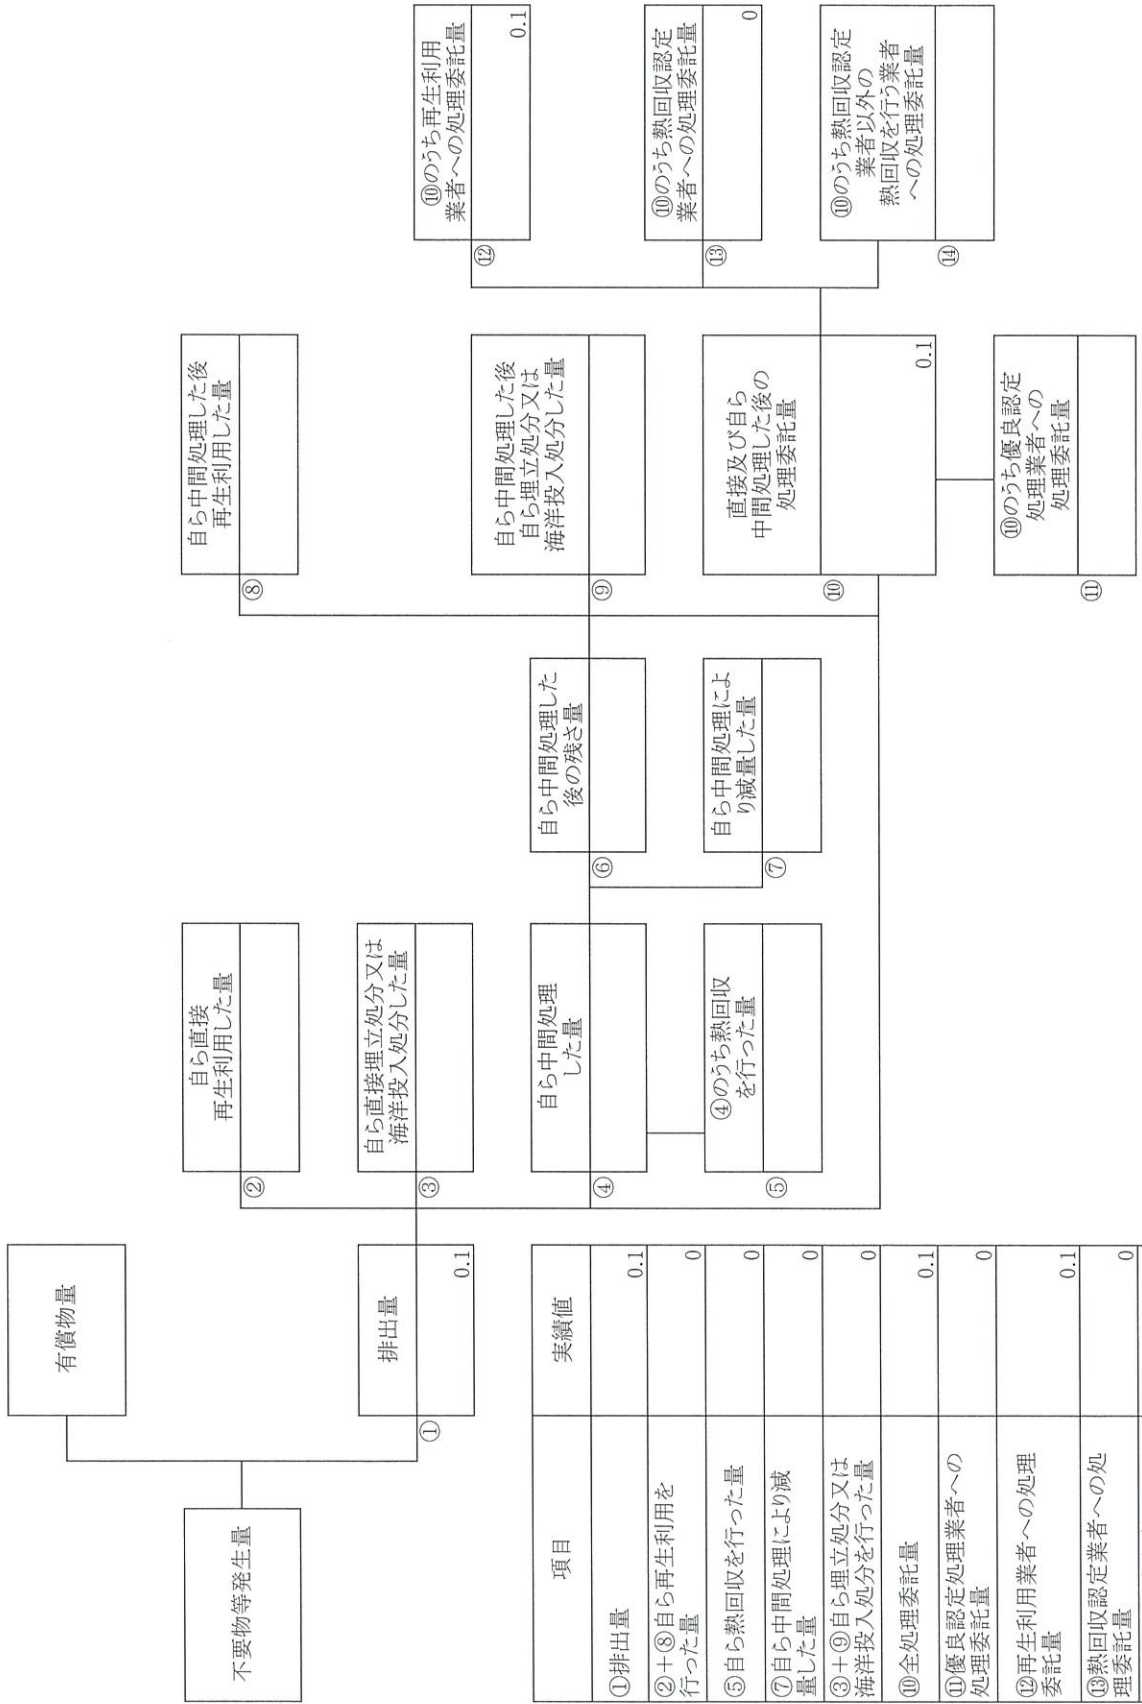 不要物等発生量
有償物量
①
排出量
0.1
②
自ら直接
再生利用した量
③
自ら直接埋立処分又は
海洋投入処分した量
④
自ら中間処理
した量
⑤
④のうち熱回収
を行った量
⑥
自ら中間処理した
後の残さ量
⑦
自ら中間処理によ
り減量した量
⑧
自ら中間処理した後
再生利用した量
⑨
自ら中間処理した後
自ら埋立処分又は
海洋投入処分した量
⑩
直接及び自ら
中間処理した後の
処理委託量
0.1
⑪
⑩のうち優良認定
処理業者への
処理委託量
⑫
⑩のうち再生利用
業者への処理委託量
0.1
⑬
⑩のうち熱回収認定
業者への処理委託量
0
⑭
⑩のうち熱回収認定
業者以外の
熱回収を行う業者
への処理委託量
項目 実績値
①排出量 0.1
②+⑧自ら再生利用を
行った量 0
⑤自ら熱回収を行った量 0
⑦自ら中間処理により減
量した量 0
③+⑨自ら埋立処分又は
海洋投入処分を行った量 0
⑩全処理委託量 0.1
⑪優良認定処理業者への
処理委託量 0
⑫再生利用業者への処理
委託量 0.1
⑬熱回収認定業者への処
理委託量 0